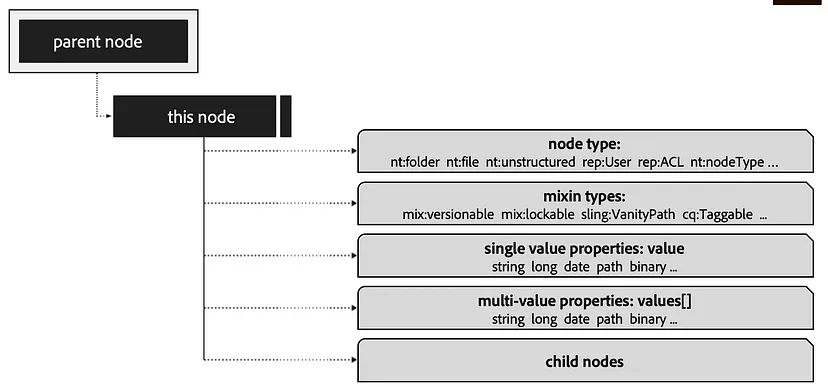 parent node
this node
node type:
nt:folder nt:file nt:unstructured rep:User rep:ACL nt:nodeType ...
mixin types:
mix:versionable mix:lockable sling:VanityPath cq:Taggable ...
single value properties: value
string long date path binary ...
multi-value properties: values[]
string long date path binary ...
child nodes